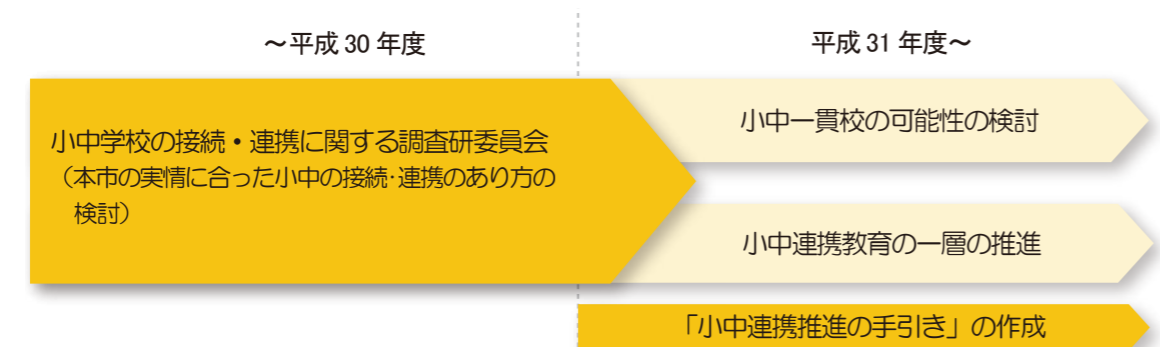 ～平成 30 年度
平成 31 年度～
小中学校の接続・連携に関する調査研委員会
（本市の実情に合った小中の接続・連携のあり方の
検討）
小中一貫校の可能性の検討
小中連携教育の一層の推進
「小中連携推進の手引き」の作成